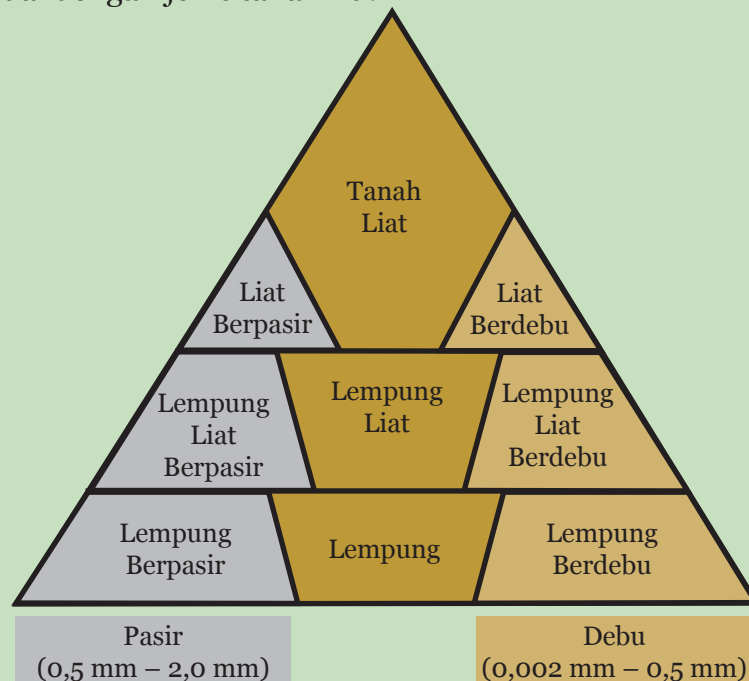 Tanah
Liat
Liat
Berpasir
Liat
Berdebu
Lempung
Liat
Berpasir
Lempung
Liat
Lempung
Liat
Berdebu
Lempung
Berpasir
Lempung
Lempung
Berdebu
Pasir
(0,5 mm – 2,0 mm)
Debu
(0,002 mm – 0,5 mm)